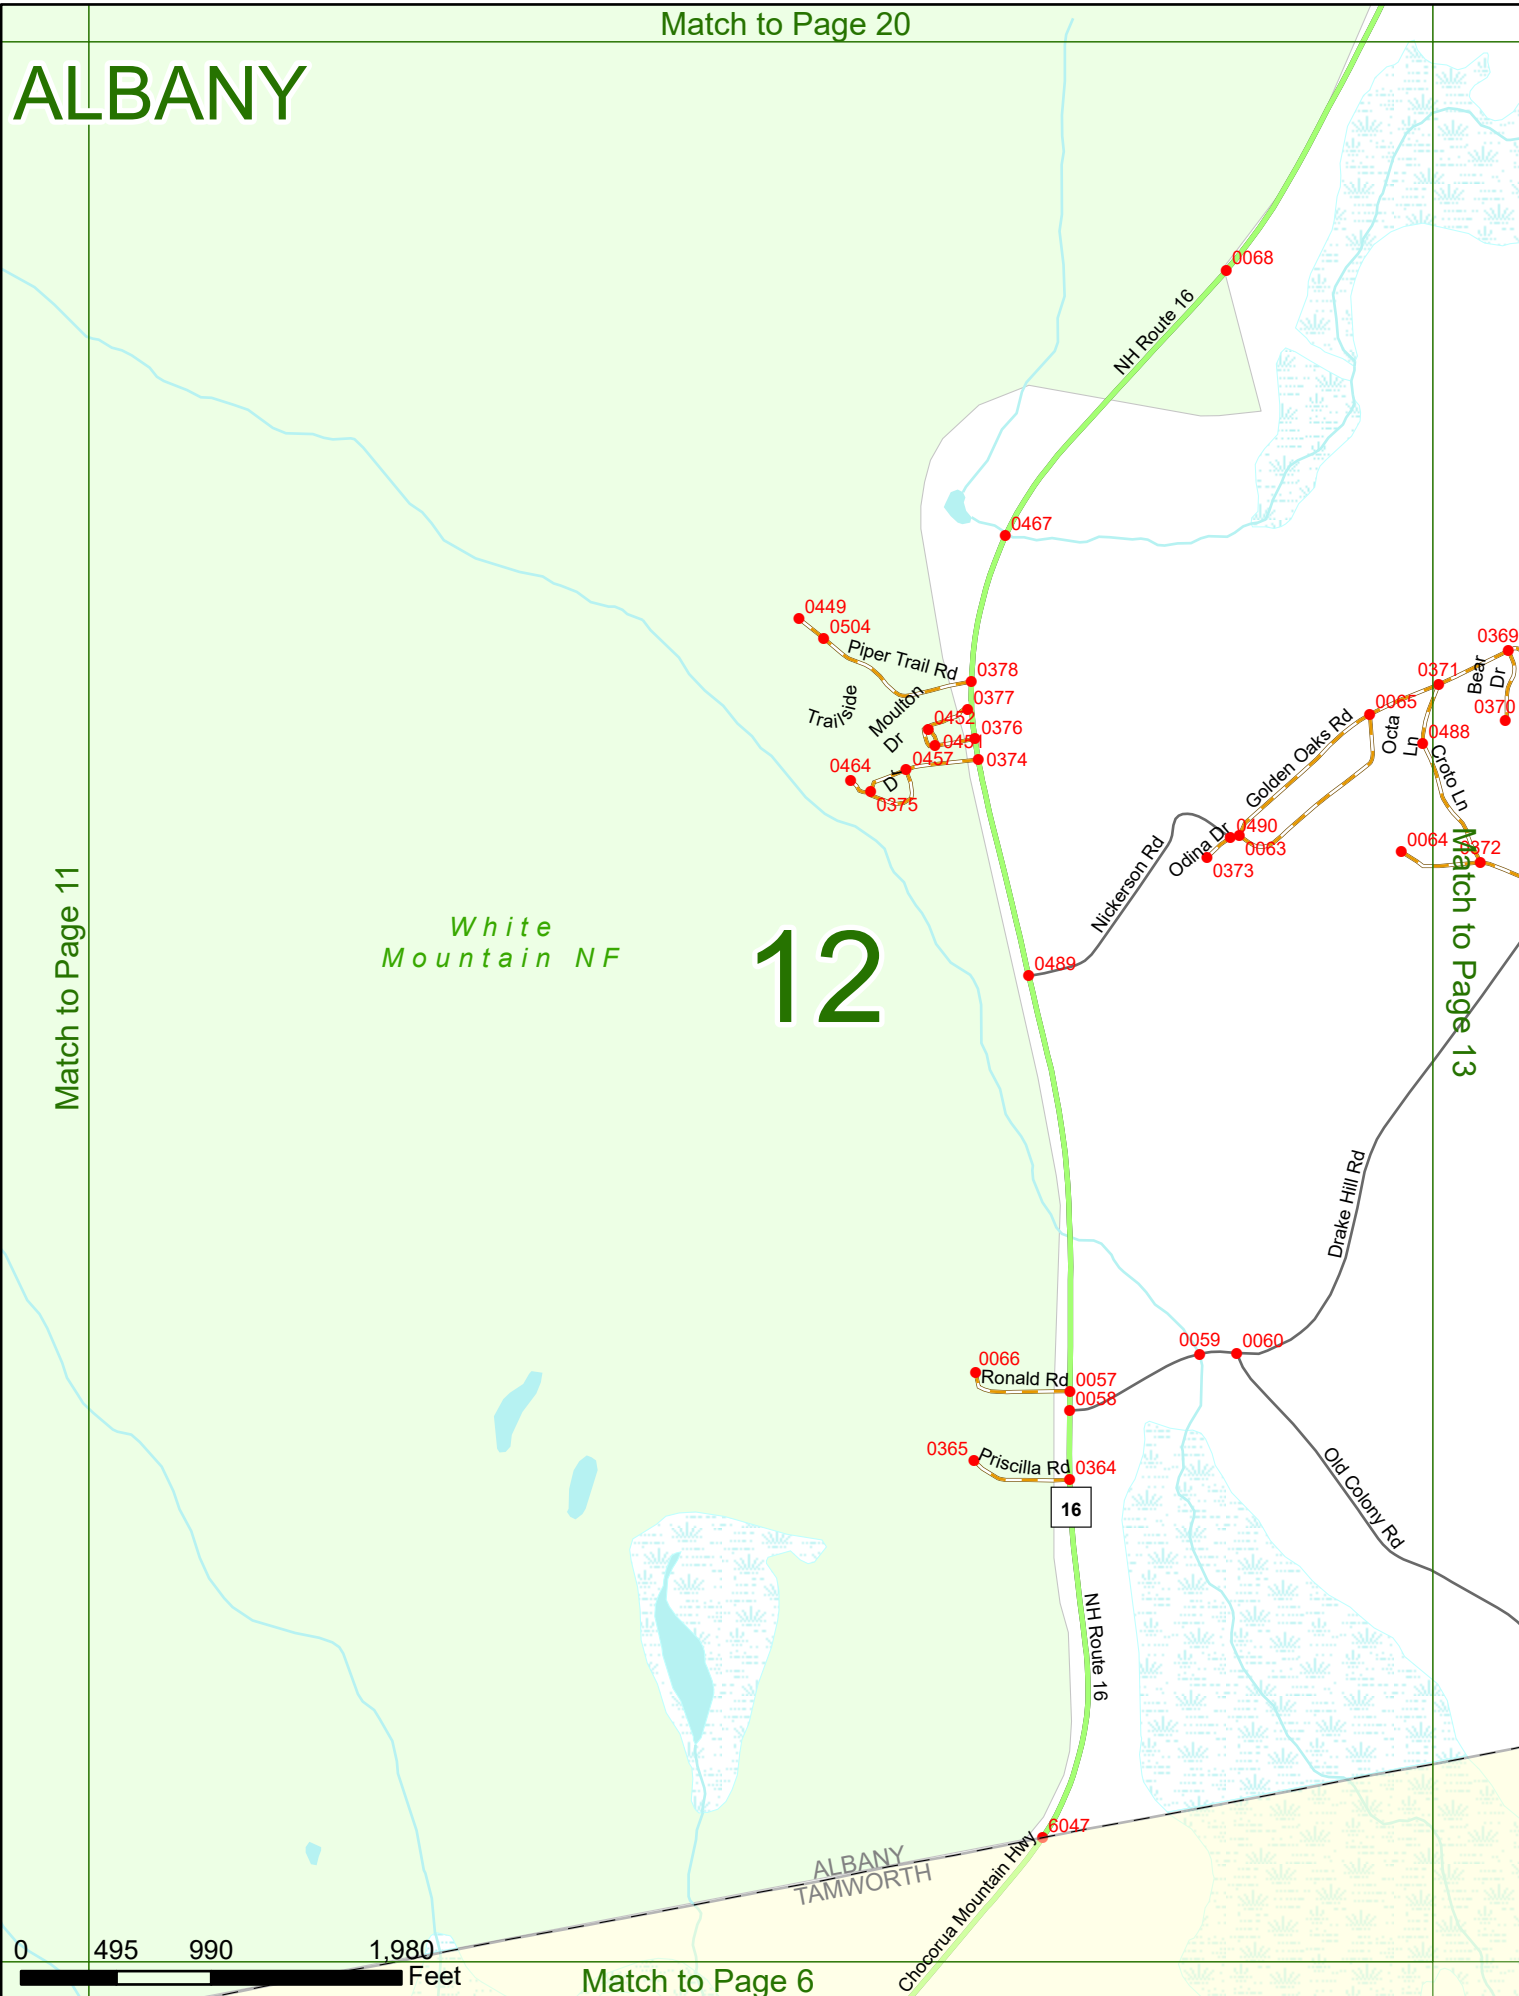 Match to Page 20
ALBANY
0068
NH Route 16
0467
0449
0504
Piper Trail Rd
0378
0377
Trailside
Dr
Moulton
Dr
0452
0376
0451
0457
0374
0464
0375
0369
0371
Bear
Dr
0370
0065
Octa
Ln
0488
Croto Ln
Golden Oaks Rd
0490
0063
Odina Dr
0373
0064
0372
Nickerson Rd
Match to Page 11
White
Mountain NF
12
0489
Match to Page 13
Drake Hill Rd
0059
0060
0066
Ronald Rd
0057
0058
0365
Priscilla Rd
0364
16
Old Colony Rd
NH Route 16
6047
ALBANY
TAMWORTH
Chocorua Mountain Hwy
0 495 990 1,980
Feet
Match to Page 6